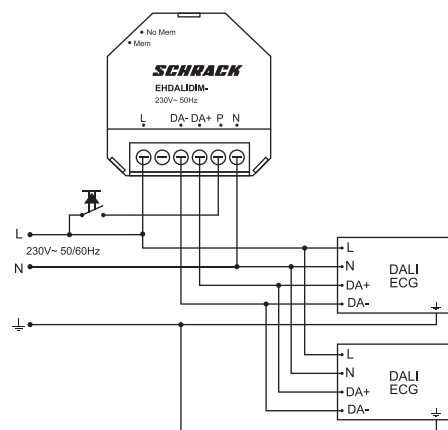 No Mem
Mem
SCHRACK
EHDALIDIM-
230V~ 50Hz
L DA- DA+ P N
L
230V~ 50/60Hz
N
L
N
DA+
DA-
DALI
ECG
L
N
DA+
DA-
DALI
ECG